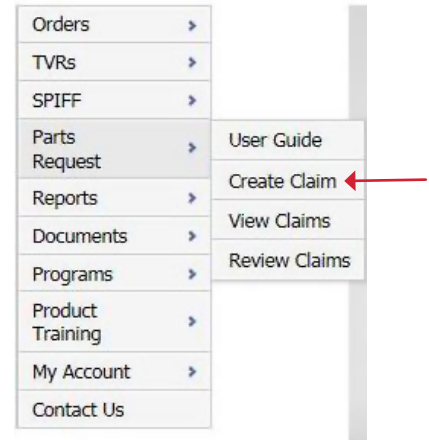 Orders
TVRs
SPIFF
Parts
Request
Reports
Documents
Programs
Product
Training
My Account
Contact Us
User Guide
Create Claim
View Claims
Review Claims